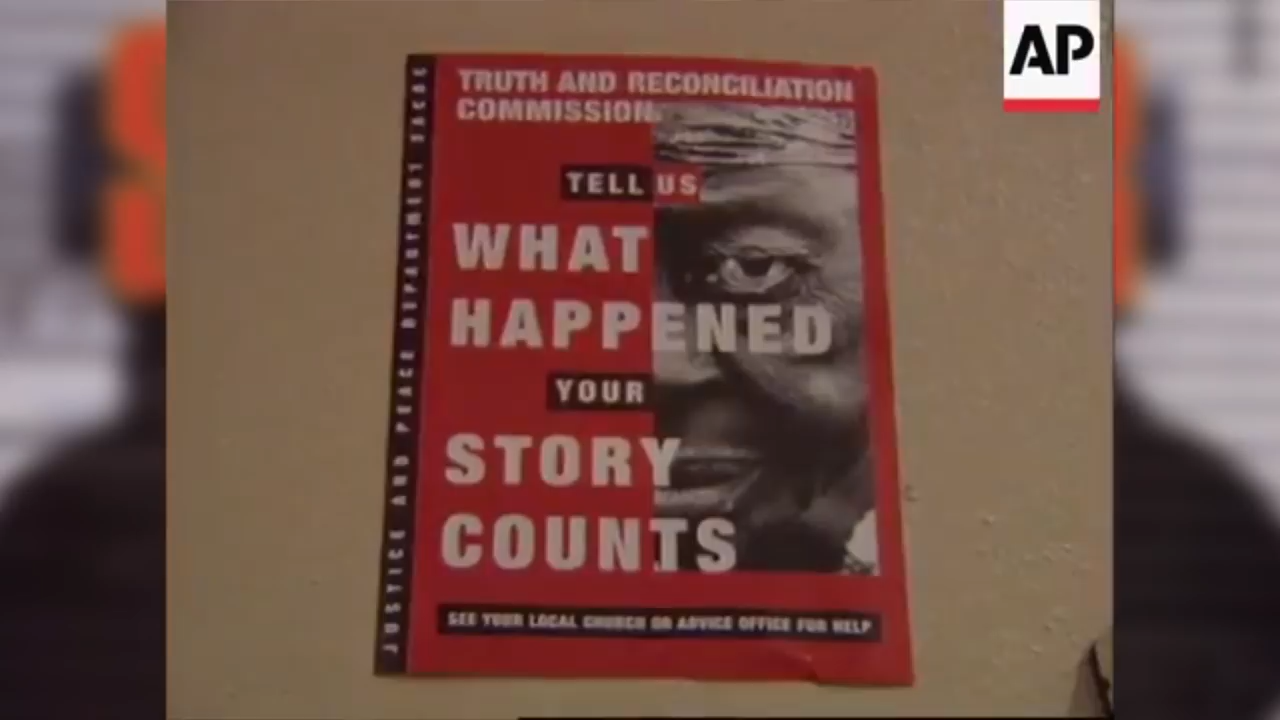 AP
TRUTH AND RECONCILIATION
COMMISSION
TELL US
WHAT
HAPPENED
YOUR
STORY
COUNTS
SEE YOUR LOCAL CHURCH OR ADVICE OFFICE FOR HELP
JUSTICE AND PEACE DEPARTMENT SACBC